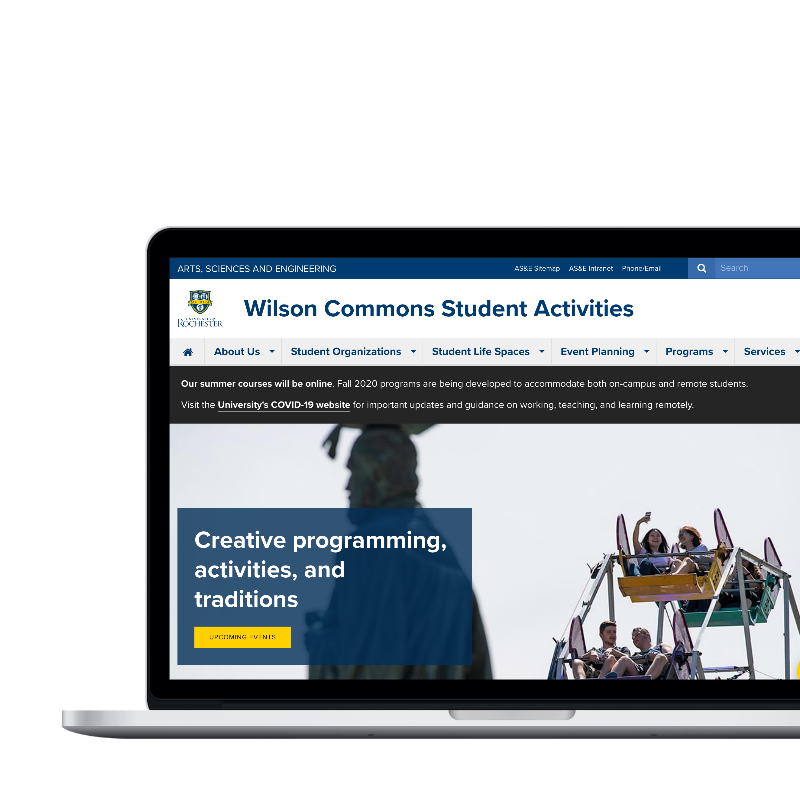 ARTS, SCIENCES AND ENGINEERING
AS&E Sitemap AS&E Intranet Phone/Email Search
UNIVERSITY of
ROCHESTER
Wilson Commons Student Activities
About Us Student Organizations Student Life Spaces Event Planning Programs Services
Our summer courses will be online. Fall 2020 programs are being developed to accommodate both on-campus and remote students.
Visit the University's COVID-19 website for important updates and guidance on working, teaching, and learning remotely.
Creative programming,
activities, and
traditions
UPCOMING EVENTS